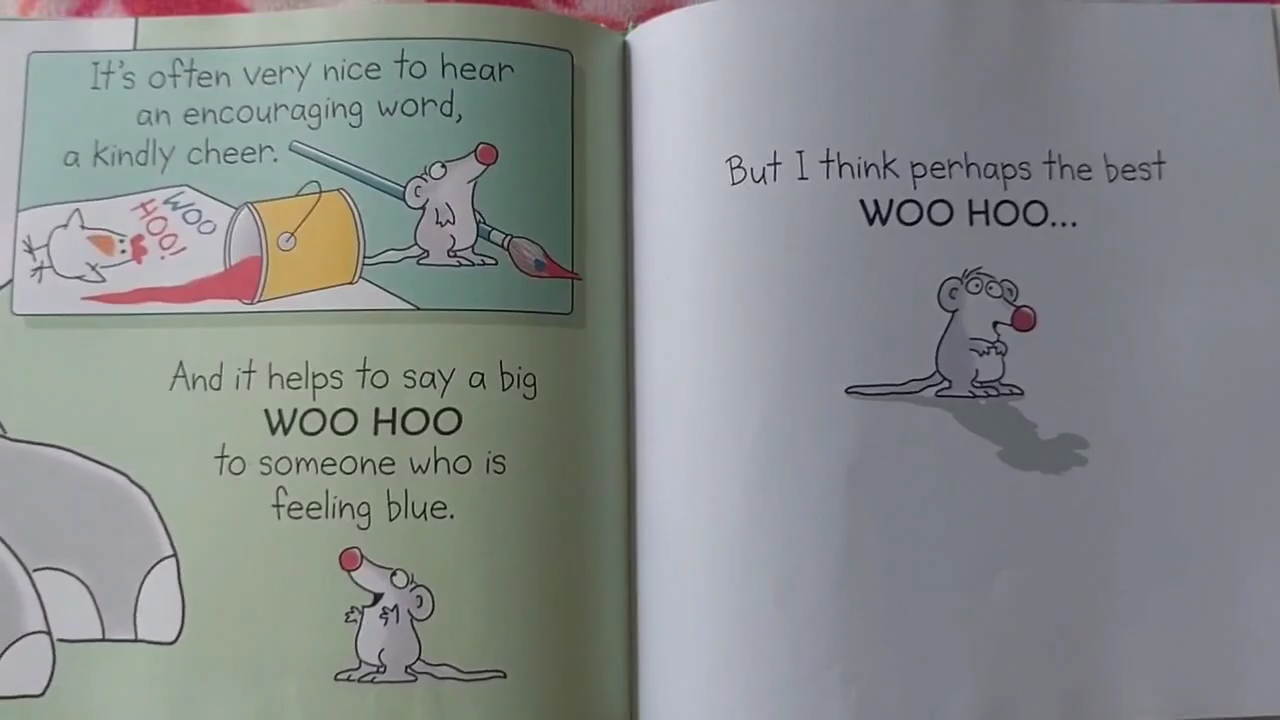 It's often very nice to hear
an encouraging word,
a kindly cheer.
WOO
HOO!
And it helps to say a big
WOO HOO
to someone who is
feeling blue.
But I think perhaps the best
WOO HOO...